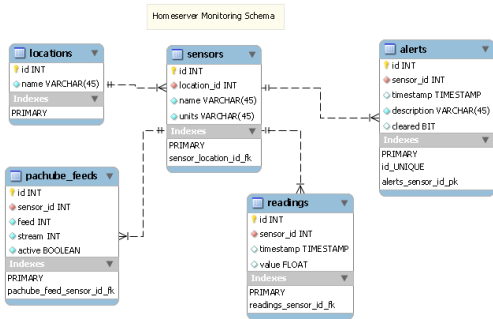 Homeserver Monitoring Schema
locations
id INT
name VARCHAR(45)
Indexes
PRIMARY
sensors
id INT
location_id INT
name VARCHAR(45)
units VARCHAR(45)
Indexes
PRIMARY
sensor_location_id_fk
alerts
id INT
sensor_id INT
timestamp TIMESTAMP
description VARCHAR(45)
cleared BIT
Indexes
PRIMARY
id_UNIQUE
alerts_sensor_id_pk
pachube_feeds
id INT
sensor_id INT
feed INT
stream INT
active BOOLEAN
Indexes
PRIMARY
pachube_feed_sensor_id_fk
readings
id INT
sensor_id INT
timestamp TIMESTAMP
value FLOAT
Indexes
PRIMARY
readings_sensor_id_fk